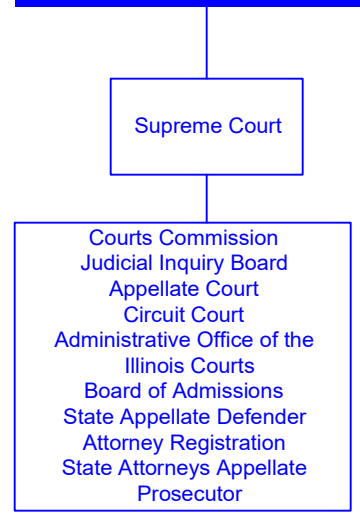 Supreme Court
Courts Commission
Judicial Inquiry Board
Appellate Court
Circuit Court
Administrative Office of the
Illinois Courts
Board of Admissions
State Appellate Defender
Attorney Registration
State Attorneys Appellate
Prosecutor